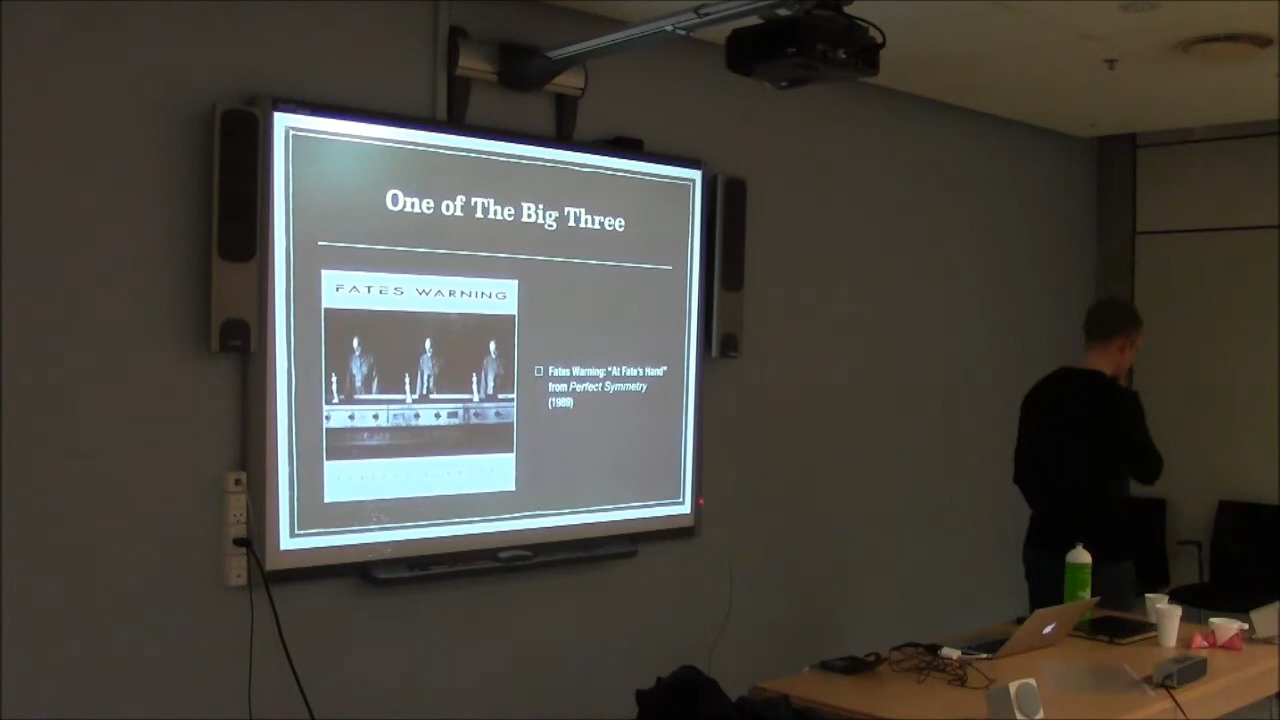 One of The Big Three
FATES WARNING
☐ Fates Warning: "At Fate's Hand"
from Perfect Symmetry
(1989)